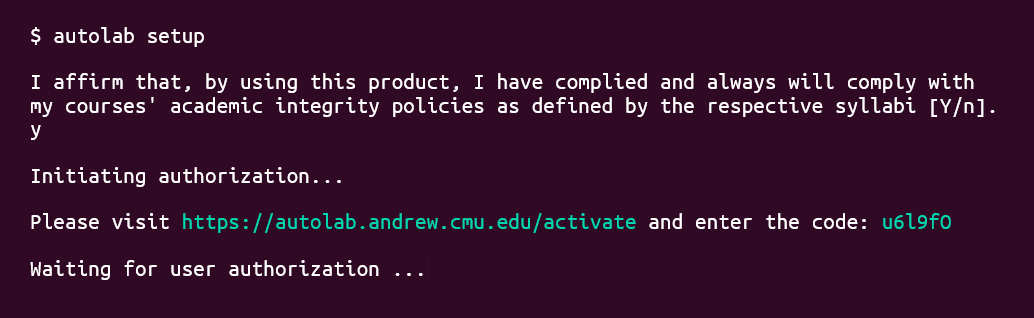 $ autolab setup
I affirm that, by using this product, I have complied and always will comply with
my courses' academic integrity policies as defined by the respective syllabi [Y/n].
y
Initiating authorization...
Please visit https://autolab.andrew.cmu.edu/activate and enter the code: u6l9fO
Waiting for user authorization ...